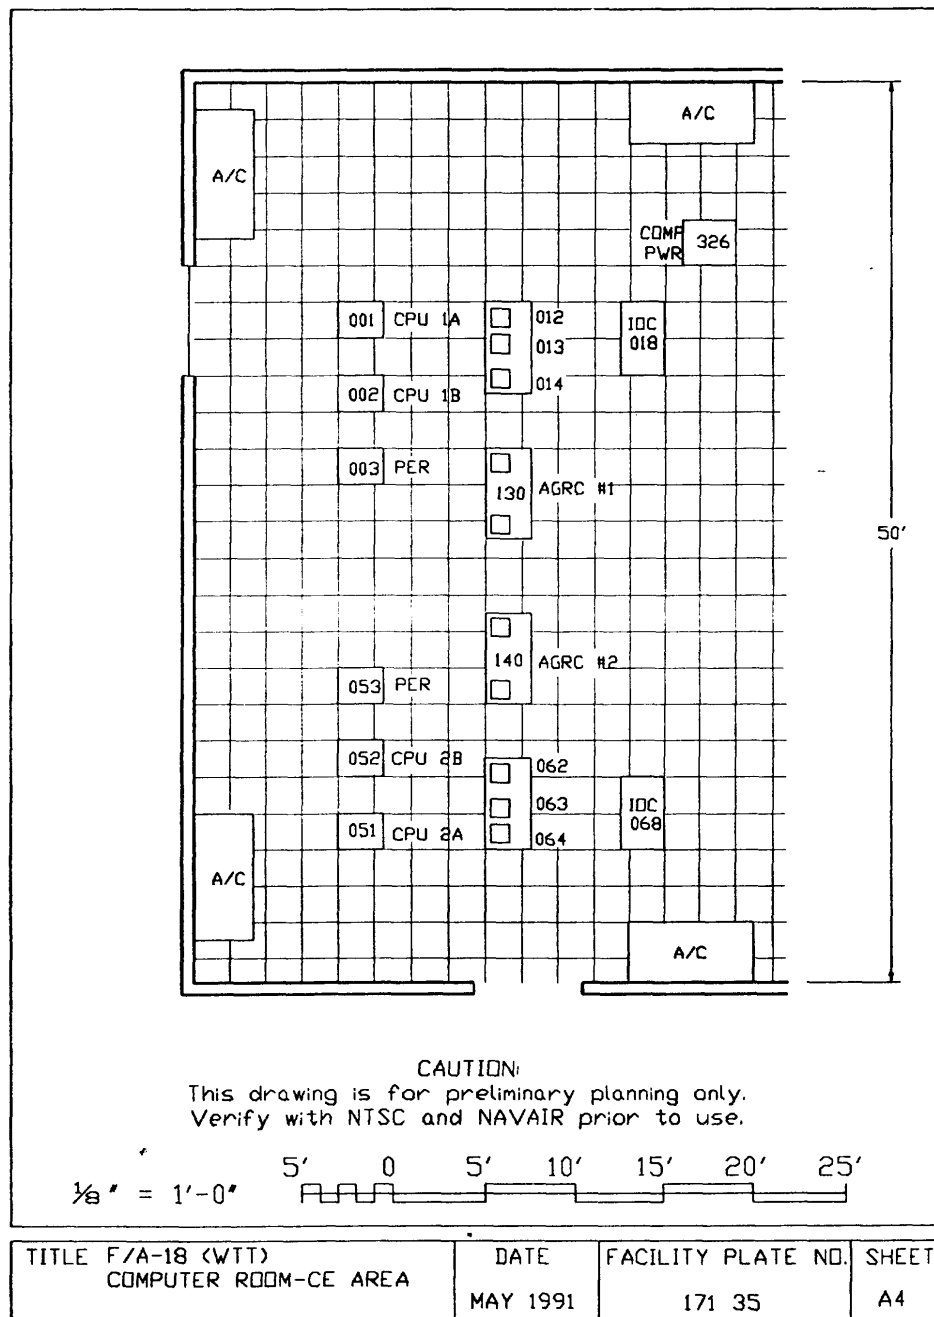 A/C
A/C
COMP
PWR
326
001 CPU 1A
012
013
014
IOC
018
002 CPU 1B
003 PER
130 AGRC #1
50'
140 AGRC #2
053 PER
052 CPU 2B
062
063
064
IOC
068
051 CPU 2A
A/C
A/C
CAUTION:
This drawing is for preliminary planning only.
Verify with NTSC and NAVAIR prior to use.
5' 0 5' 10' 15' 20' 25'
1/8" = 1'-0"
TITLE F/A-18 (WTT)
COMPUTER ROOM-CE AREA
DATE
MAY 1991
FACILITY PLATE NO.
171 35
SHEET
A4